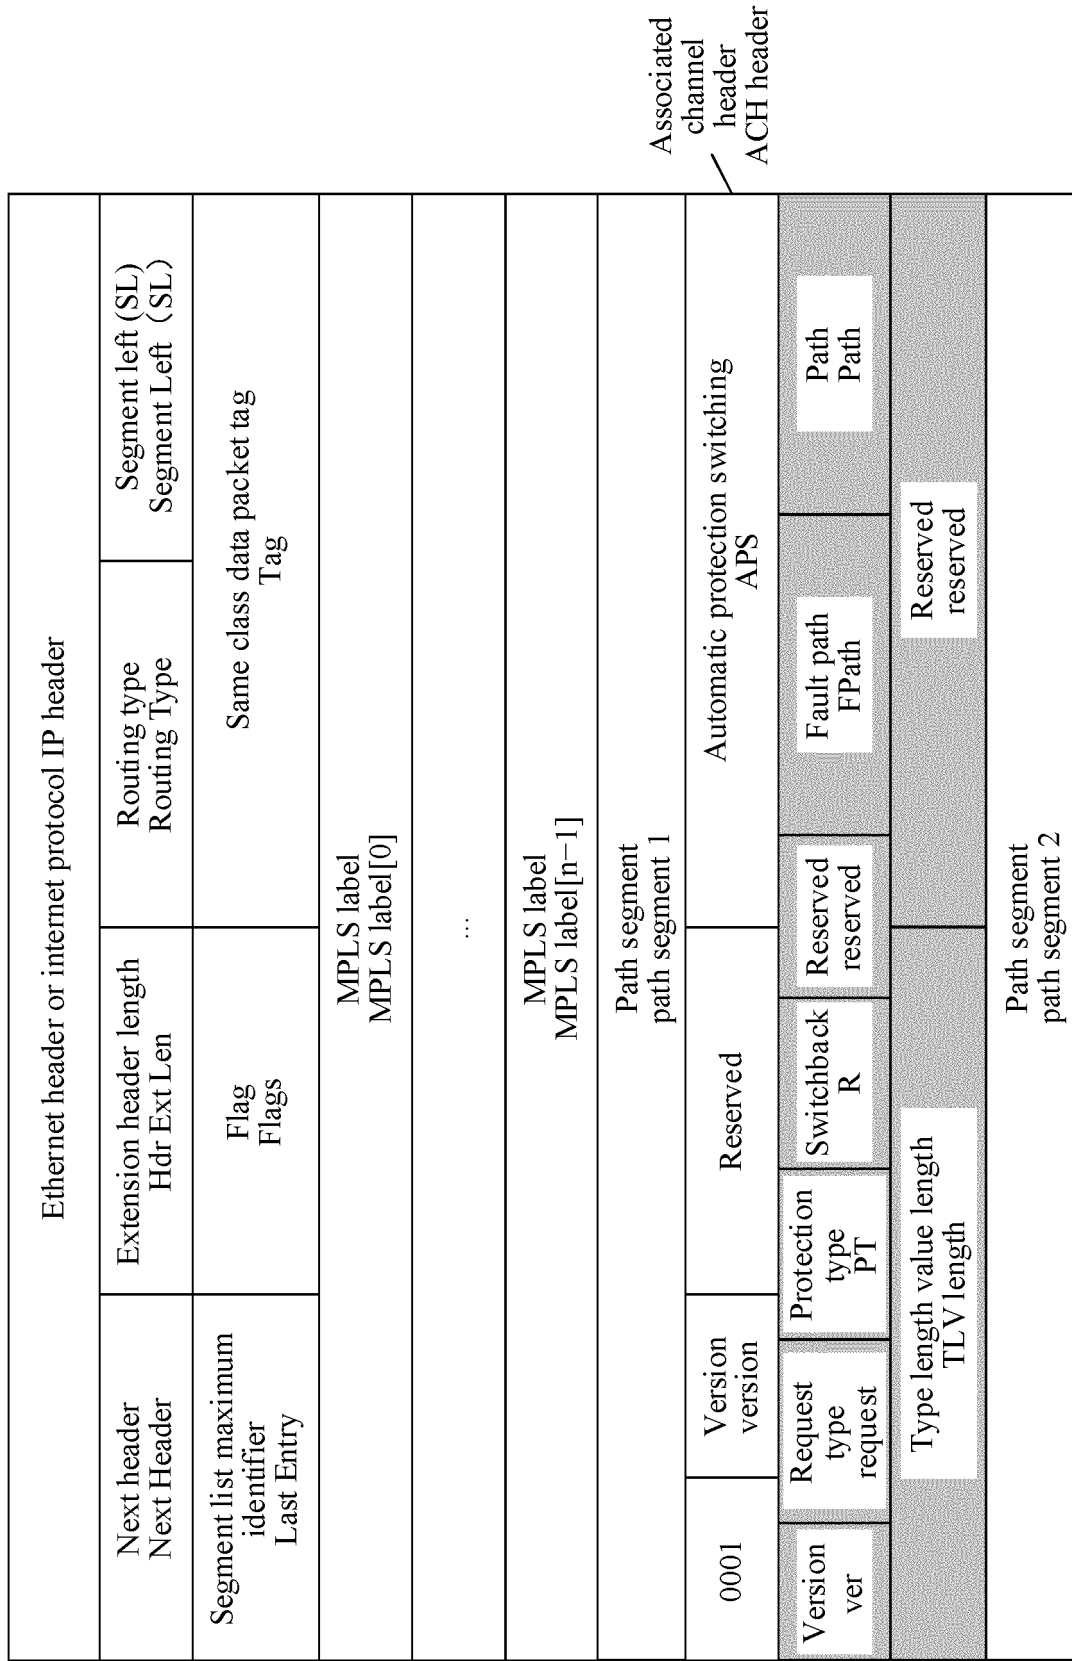 Ethernet header or internet protocol IP header
Next header
Next Header
Extension header length
Hdr Ext Len
Routing type
Routing Type
Segment left (SL)
Segment Left（SL）
Segment list maximum
identifier
Last Entry
Flag
Flags
Same class data packet tag
Tag
MPLS label
MPLS label[0]
...
MPLS label
MPLS label[n−1]
Path segment
path segment 1
0001
Version
version
Reserved
Automatic protection switching
APS
Associated
channel
header
ACH header
Version
ver
Request
type
request
Protection
type
PT
Switchback
R
Reserved
reserved
Fault path
FPath
Path
Path
Type length value length
TLV length
Reserved
reserved
Path segment
path segment 2